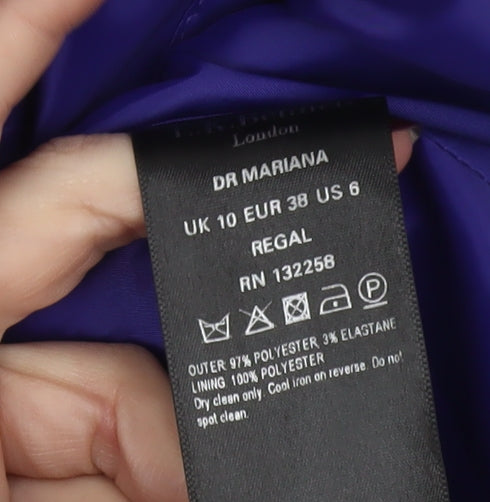 London
DR MARIANA
UK 10 EUR 38 US 6
REGAL
RN 132258
P
OUTER 97% POLYESTER 3% ELASTANE
LINING 100% POLYESTER
Dry clean only. Cool iron on reverse. Do not
spot clean.